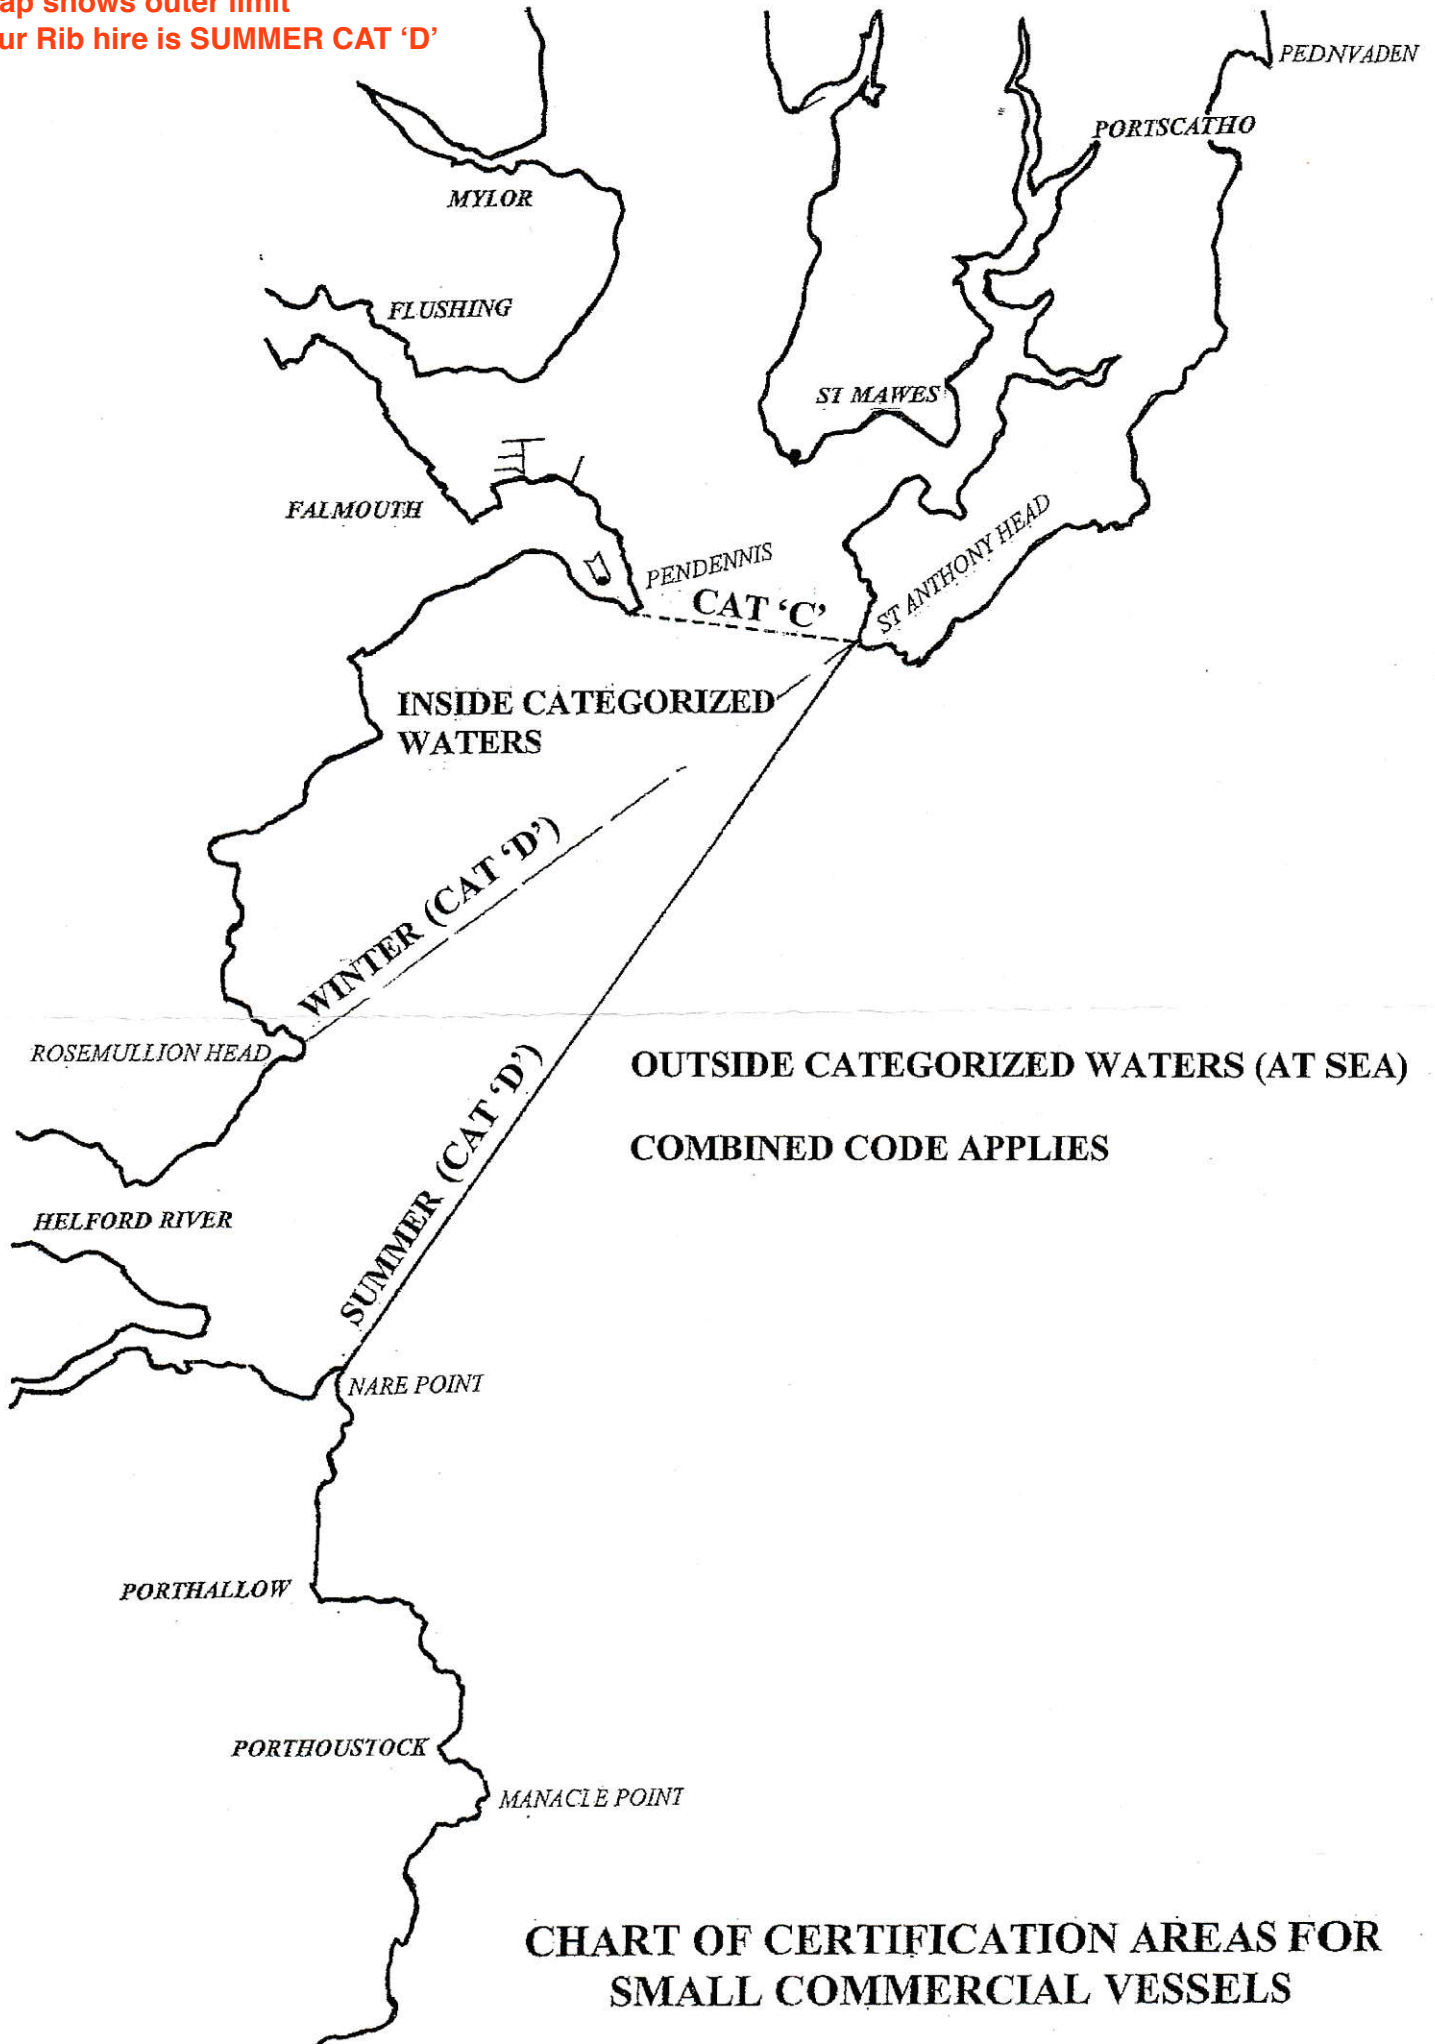 ap shows outer limit
ur Rib hire is SUMMER CAT ‘D’
PEDNVADEN
PORTSCATHO
MYLOR
FLUSHING
ST MAWES
FALMOUTH
PENDENNIS
ST ANTHONY HEAD
CAT ‘C’
INSIDE CATEGORIZED
WATERS
WINTER (CAT ‘D’)
ROSEMULLION HEAD
OUTSIDE CATEGORIZED WATERS (AT SEA)
SUMMER (CAT ‘D’)
COMBINED CODE APPLIES
HELFORD RIVER
NARE POINT
PORTHALLOW
PORTHOUSTOCK
MANACLE POINT
CHART OF CERTIFICATION AREAS FOR
SMALL COMMERCIAL VESSELS